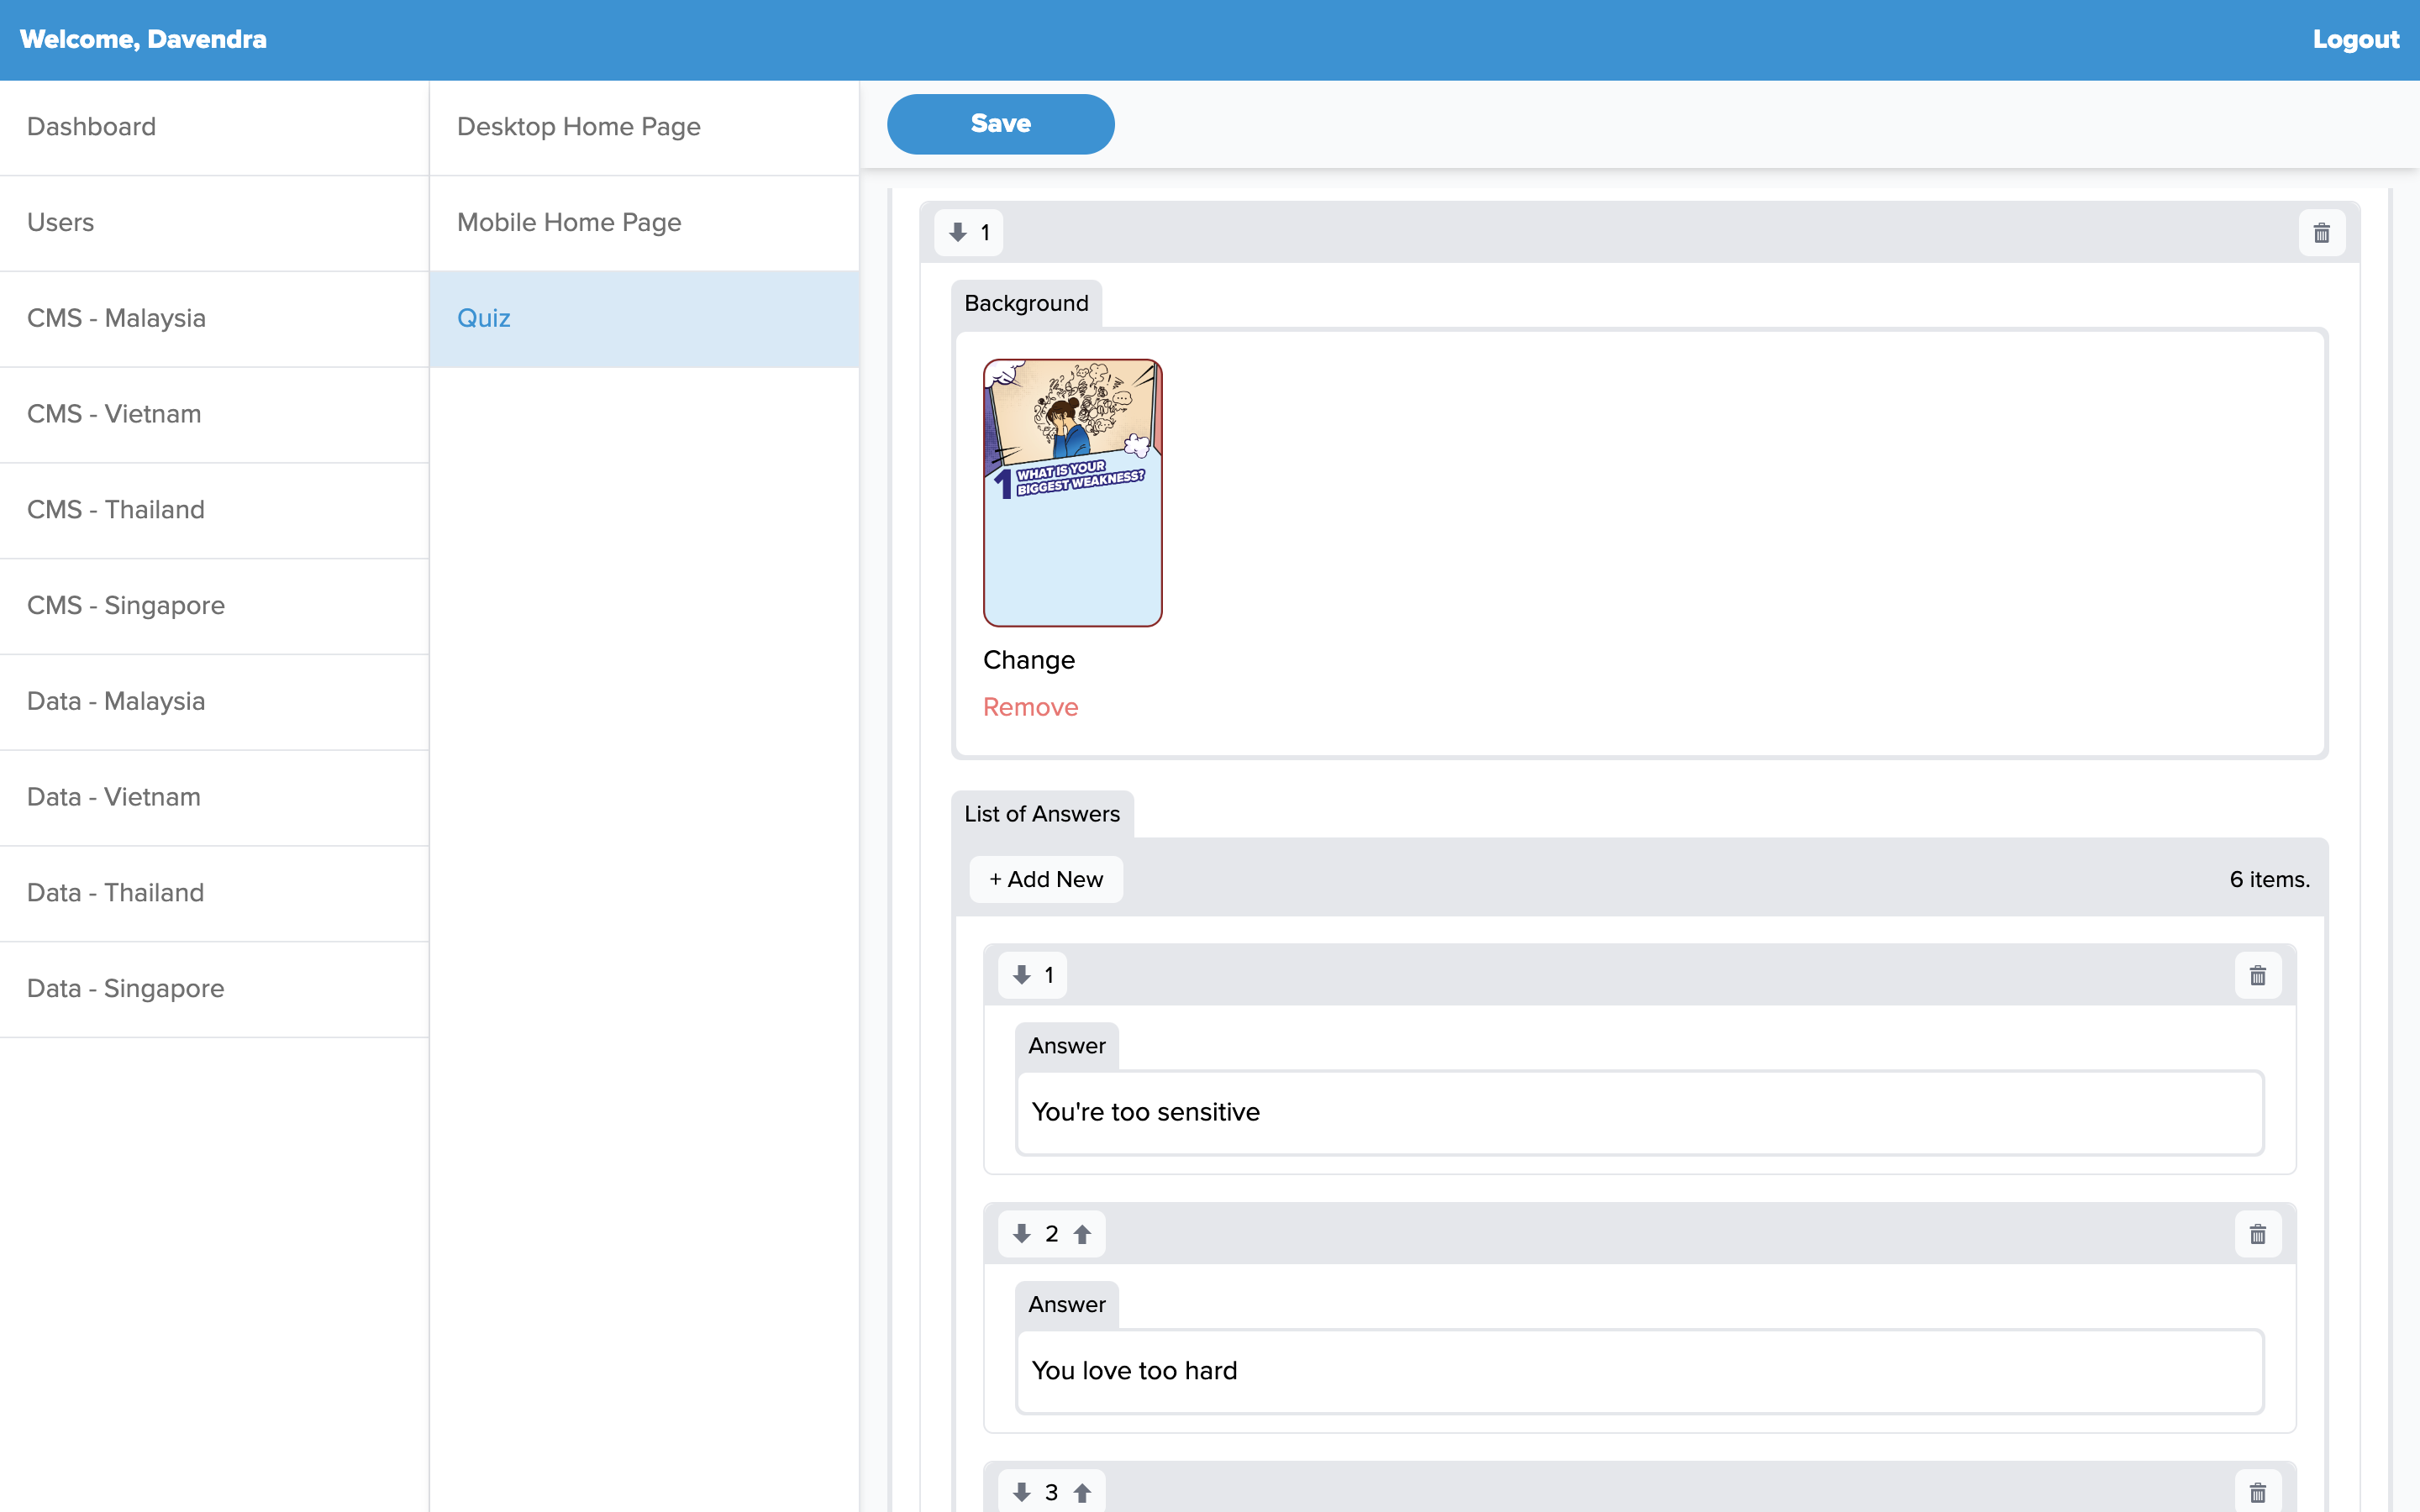 Welcome, Davendra
Logout
Dashboard
Users
CMS - Malaysia
CMS - Vietnam
CMS - Thailand
CMS - Singapore
Data - Malaysia
Data - Vietnam
Data - Thailand
Data - Singapore
Desktop Home Page
Mobile Home Page
Quiz
Save
1
Background
1 WHAT IS YOUR
BIGGEST WEAKNESS?
Change
Remove
List of Answers
+ Add New
6 items.
1
Answer
You're too sensitive
2
Answer
You love too hard
3